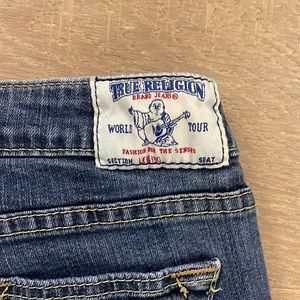 TRUE RELIGION
BRAND JEANS®
WORLD TOUR
FASHION FOR THE SENSES
SECTION SEAT